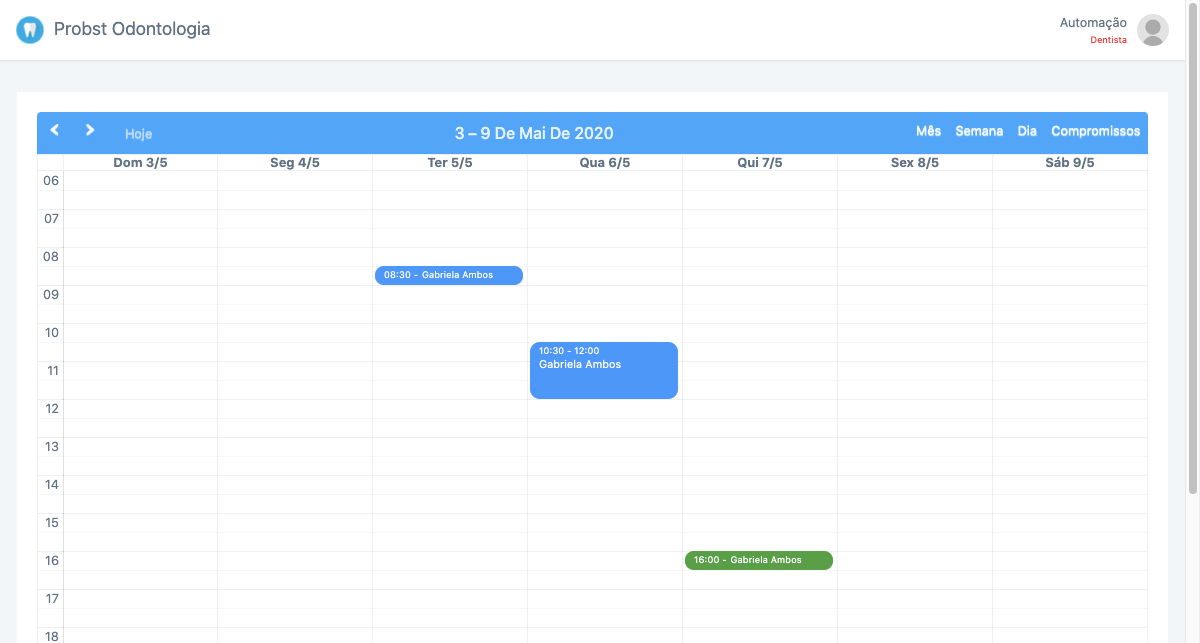 Probst Odontologia
Automação
Dentista
Hoje
3 – 9 De Mai De 2020
Mês Semana Dia Compromissos
Dom 3/5 Seg 4/5 Ter 5/5 Qua 6/5 Qui 7/5 Sex 8/5 Sáb 9/5
06
07
08
08:30 - Gabriela Ambos
09
10
10:30 - 12:00
Gabriela Ambos
11
12
13
14
15
16
16:00 - Gabriela Ambos
17
18